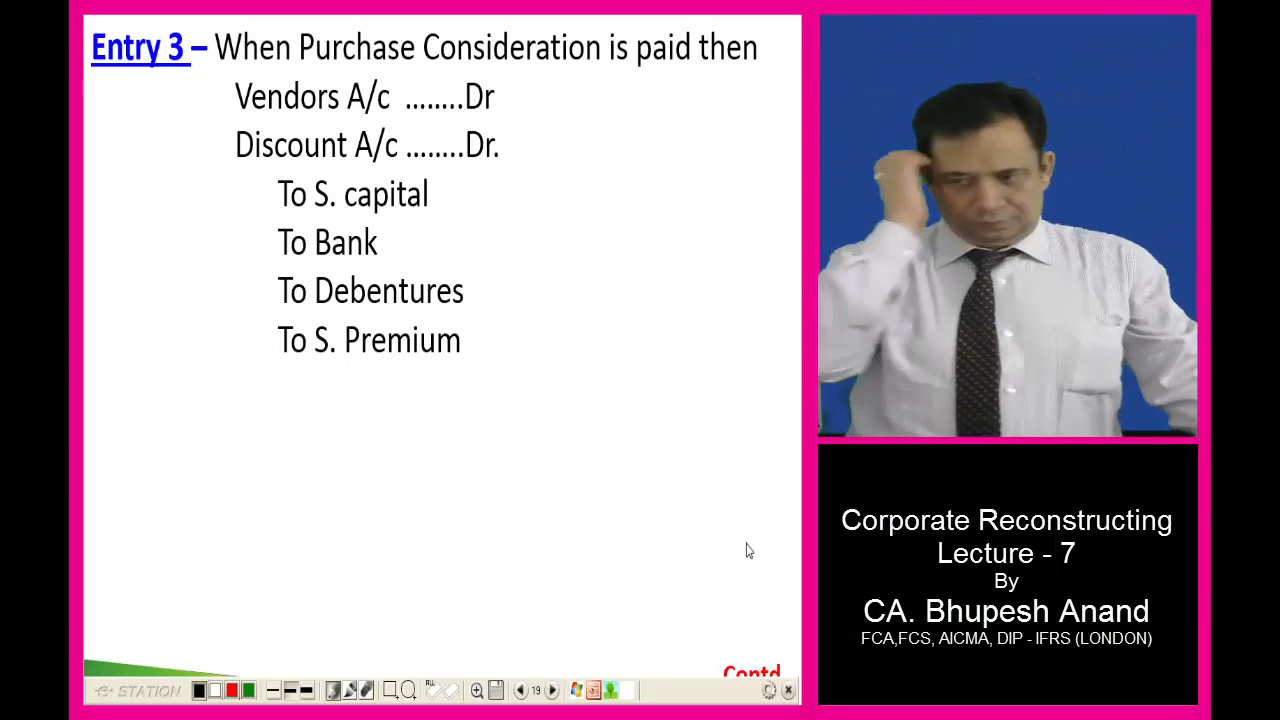 Entry 3 – When Purchase Consideration is paid then
Vendors A/c ........Dr
Discount A/c ........Dr.
To S. capital
To Bank
To Debentures
To S. Premium
Contd
STATION
19
Corporate Reconstructing
Lecture - 7
By
CA. Bhupesh Anand
FCA,FCS, AICMA, DIP - IFRS (LONDON)